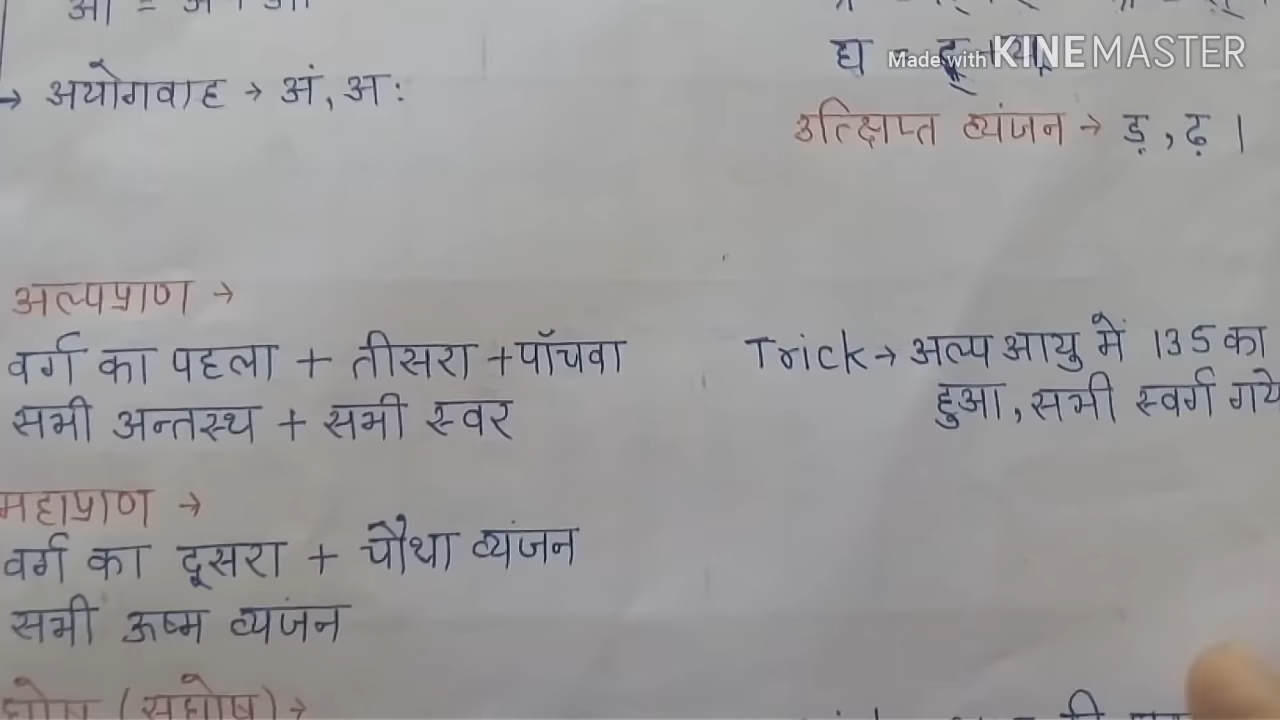 → अयोगवाह → अं, अः
Made with KINEMASTER
उत्क्षिप्त व्यंजन → ड़, ढ़ ।
अल्पप्राण →
वर्ग का पहला + तीसरा + पाँचवा
सभी अन्तस्थ + सभी स्वर
Trick → अल्प आयु में 135 का
हुआ, सभी स्वर्ग गये
महाप्राण →
वर्ग का दूसरा + चौथा व्यंजन
सभी ऊष्म व्यंजन
घोष (सघोष) →